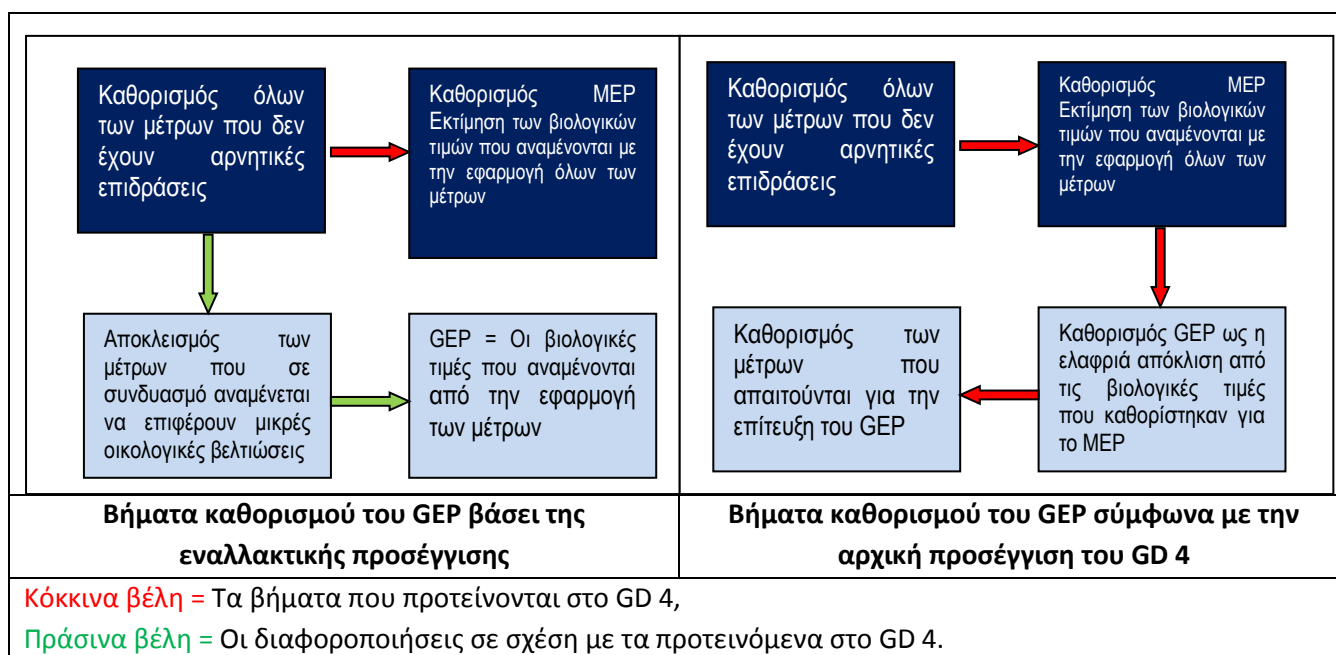 Καθορισμός όλων
των μέτρων που δεν
έχουν αρνητικές
επιδράσεις
Καθορισμός MEP
Εκτίμηση των βιολογικών
τιμών που αναμένονται με
την εφαρμογή όλων των
μέτρων
Αποκλεισμός των
μέτρων που σε
συνδυασμό αναμένεται
να επιφέρουν μικρές
οικολογικές βελτιώσεις
GEP = Οι βιολογικές
τιμές που αναμένονται
από την εφαρμογή
των μέτρων
Καθορισμός όλων
των μέτρων που δεν
έχουν αρνητικές
επιδράσεις
Καθορισμός MEP
Εκτίμηση των βιολογικών
τιμών που αναμένονται με
την εφαρμογή όλων των
μέτρων
Καθορισμός των
μέτρων που
απαιτούνται για την
επίτευξη του GEP
Καθορισμός GEP ως η
ελαφριά απόκλιση από
τις βιολογικές τιμές
που καθορίστηκαν για
το MEP
Βήματα καθορισμού του GEP βάσει της
εναλλακτικής προσέγγισης
Βήματα καθορισμού του GEP σύμφωνα με την
αρχική προσέγγιση του GD 4
Κόκκινα βέλη = Τα βήματα που προτείνονται στο GD 4,
Πράσινα βέλη = Οι διαφοροποιήσεις σε σχέση με τα προτεινόμενα στο GD 4.